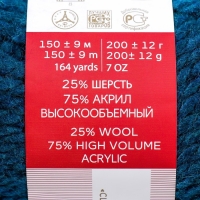 150 ± 9 м 200 ± 12 г
150 ± 9 m 200± 12 g
164 yards 7 OZ
25% ШЕРСТЬ
75% АКРИЛ
ВЫСОКООБЪЕМНЫЙ
25% WOOL
75% HIGH VOLUME
ACRYLIC